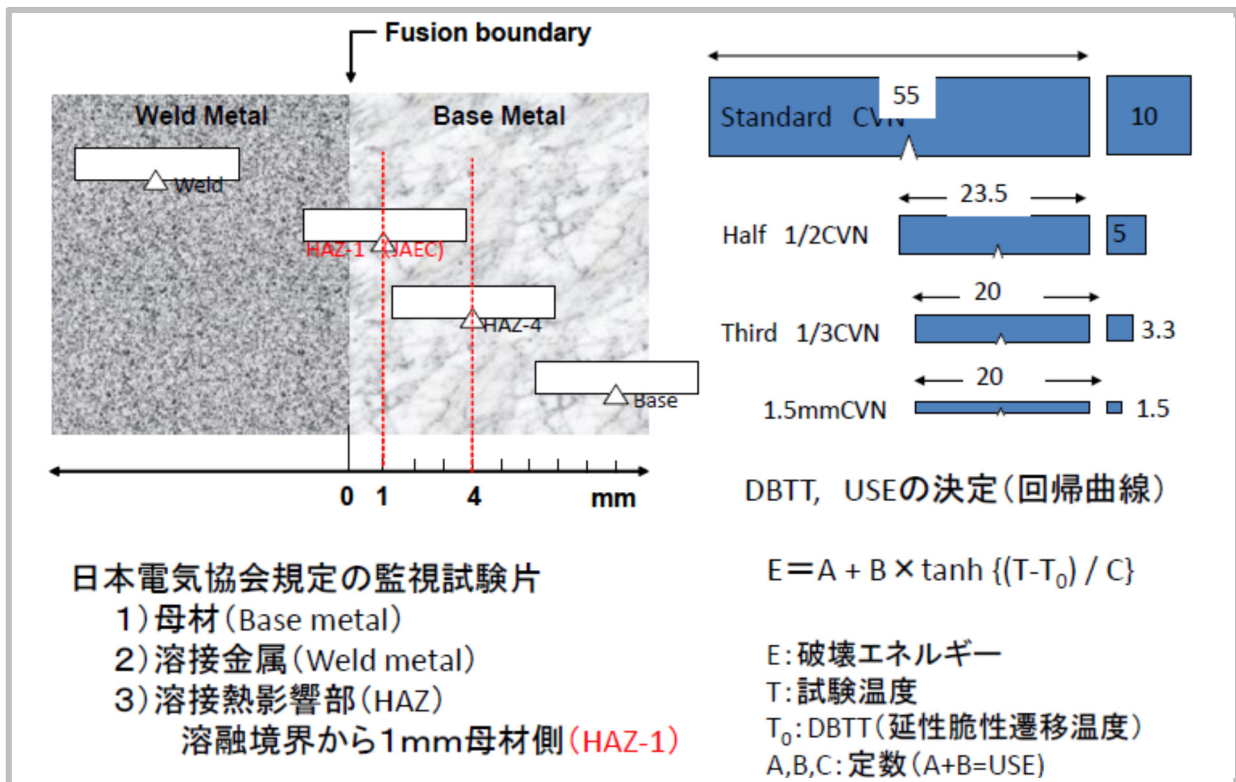 Fusion boundary
Weld Metal
Base Metal
Weld
HAZ-1 (JAEC)
HAZ-4
Base
0 1 4 mm
日本電気協会規定の監視試験片
1)母材(Base metal)
2)溶接金属(Weld metal)
3)溶接熱影響部(HAZ)
溶融境界から1mm母材側(HAZ-1)
55
Standard CVN
10
23.5
Half 1/2CVN
5
20
Third 1/3CVN
3.3
20
1.5mmCVN
1.5
DBTT, USEの決定(回帰曲線)
E=A + B × tanh {(T-T₀) / C}
E:破壊エネルギー
T:試験温度
T₀:DBTT(延性脆性遷移温度)
A,B,C:定数(A+B=USE)